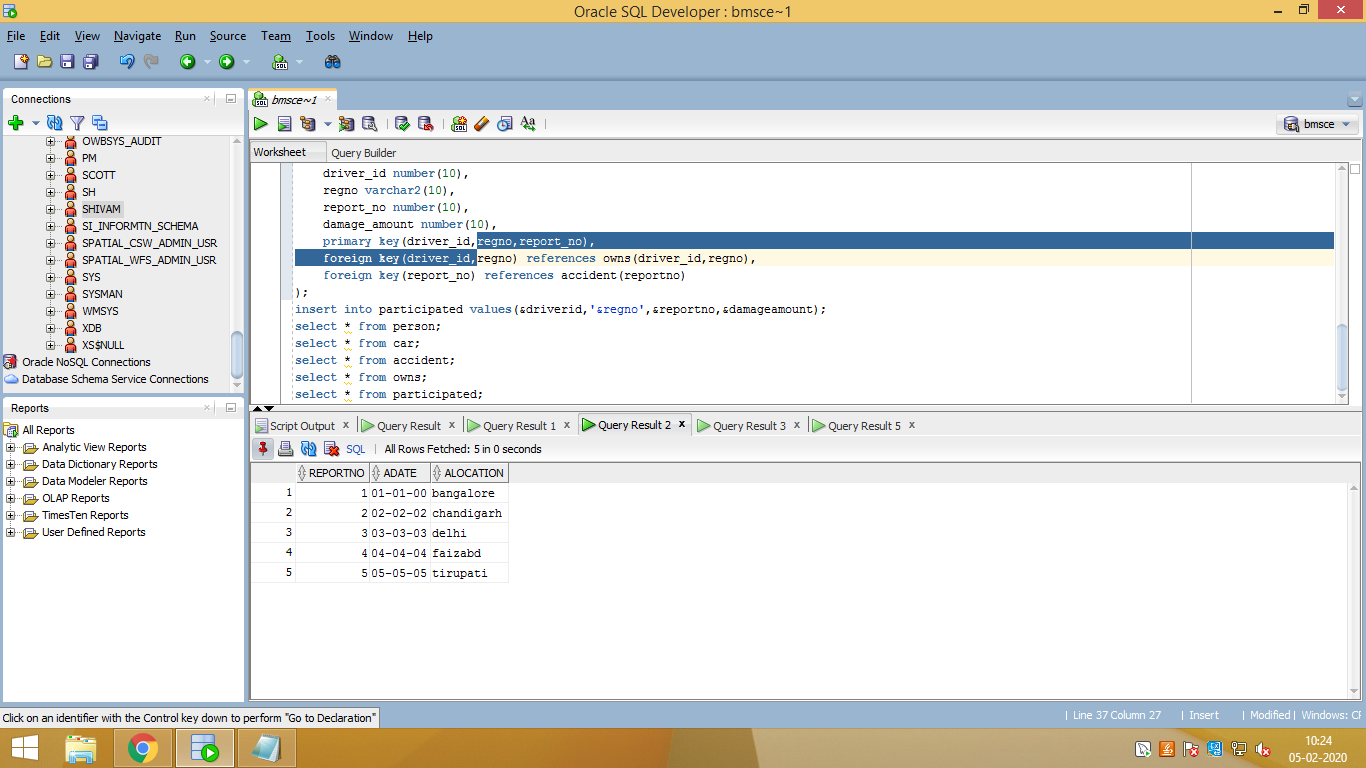 Oracle SQL Developer : bmsce~1
File Edit View Navigate Run Source Team Tools Window Help
Connections
OWBSYS_AUDIT
PM
SCOTT
SH
SHIVAM
SI_INFORMTN_SCHEMA
SPATIAL_CSW_ADMIN_USR
SPATIAL_WFS_ADMIN_USR
SYS
SYSMAN
WMSYS
XDB
XS$NULL
Oracle NoSQL Connections
Database Schema Service Connections
Reports
All Reports
Analytic View Reports
Data Dictionary Reports
Data Modeler Reports
OLAP Reports
TimesTen Reports
User Defined Reports
bmsce~1
bmsce
Worksheet Query Builder
driver_id number(10),
regno varchar2(10),
report_no number(10),
damage_amount number(10),
primary key(driver_id,regno,report_no),
foreign key(driver_id,regno) references owns(driver_id,regno),
foreign key(report_no) references accident(reportno)
);
insert into participated values(&driverid,'&regno',&reportno,&damageamount);
select * from person;
select * from car;
select * from accident;
select * from owns;
select * from participated;
Script Output Query Result Query Result 1 Query Result 2 Query Result 3 Query Result 5
SQL All Rows Fetched: 5 in 0 seconds
REPORTNO ADATE ALOCATION
1 1 01-01-00 bangalore
2 2 02-02-02 chandigarh
3 3 03-03-03 delhi
4 4 04-04-04 faizabd
5 5 05-05-05 tirupati
Click on an identifier with the Control key down to perform "Go to Declaration"
Line 37 Column 27 Insert Modified Windows: CF
10:24
05-02-2020